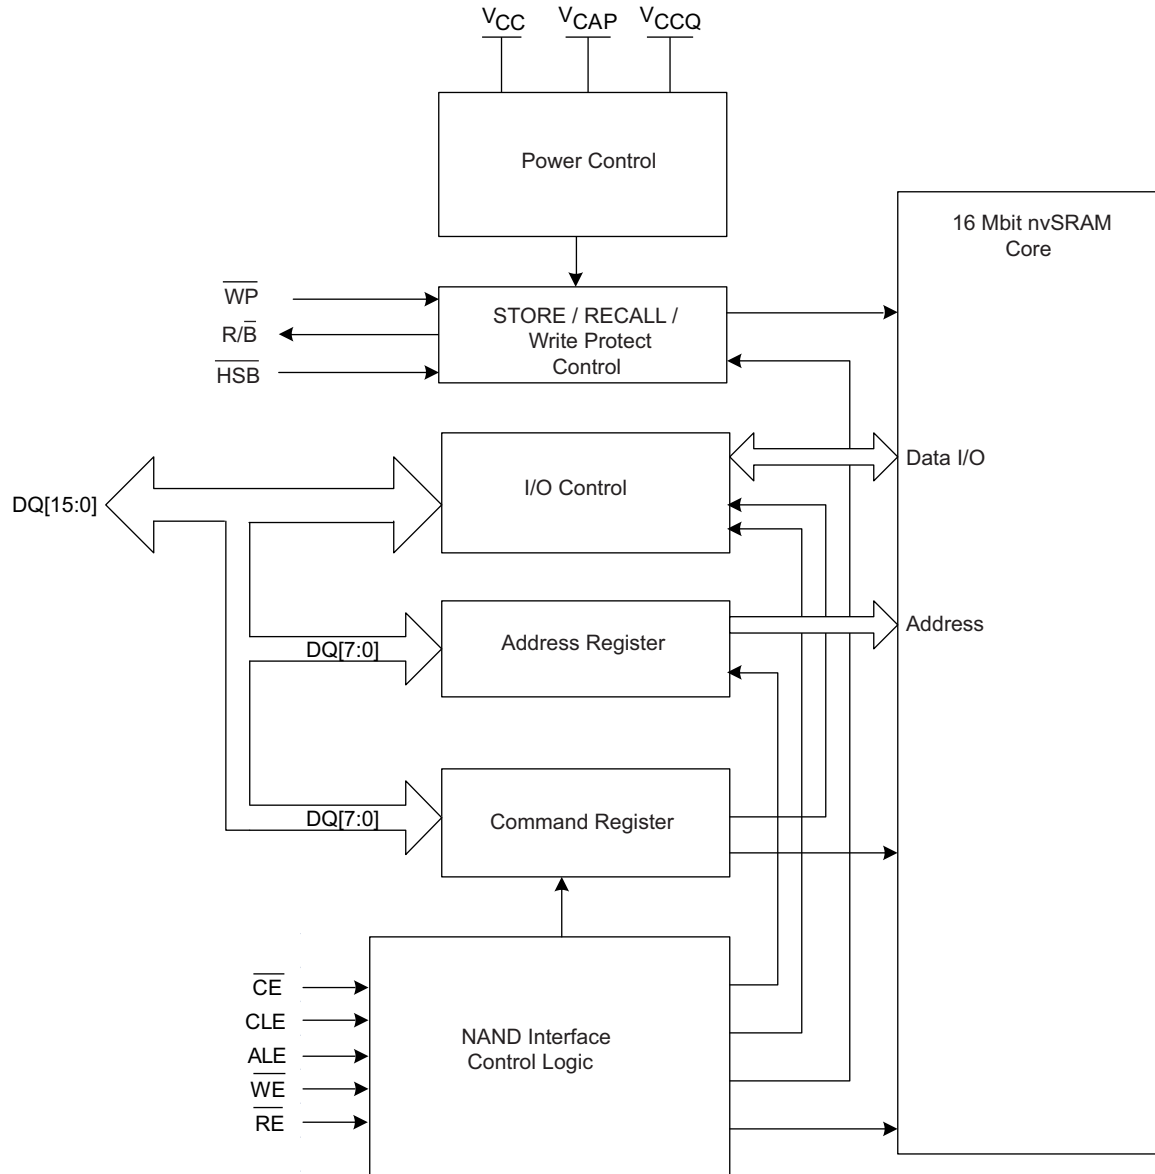 VCC VCAP VCCQ
Power Control
16 Mbit nvSRAM
Core
WP
R/B
HSB
STORE / RECALL /
Write Protect
Control
DQ[15:0]
I/O Control
Data I/O
DQ[7:0]
Address Register
Address
DQ[7:0]
Command Register
CE
CLE
ALE
WE
RE
NAND Interface
Control Logic